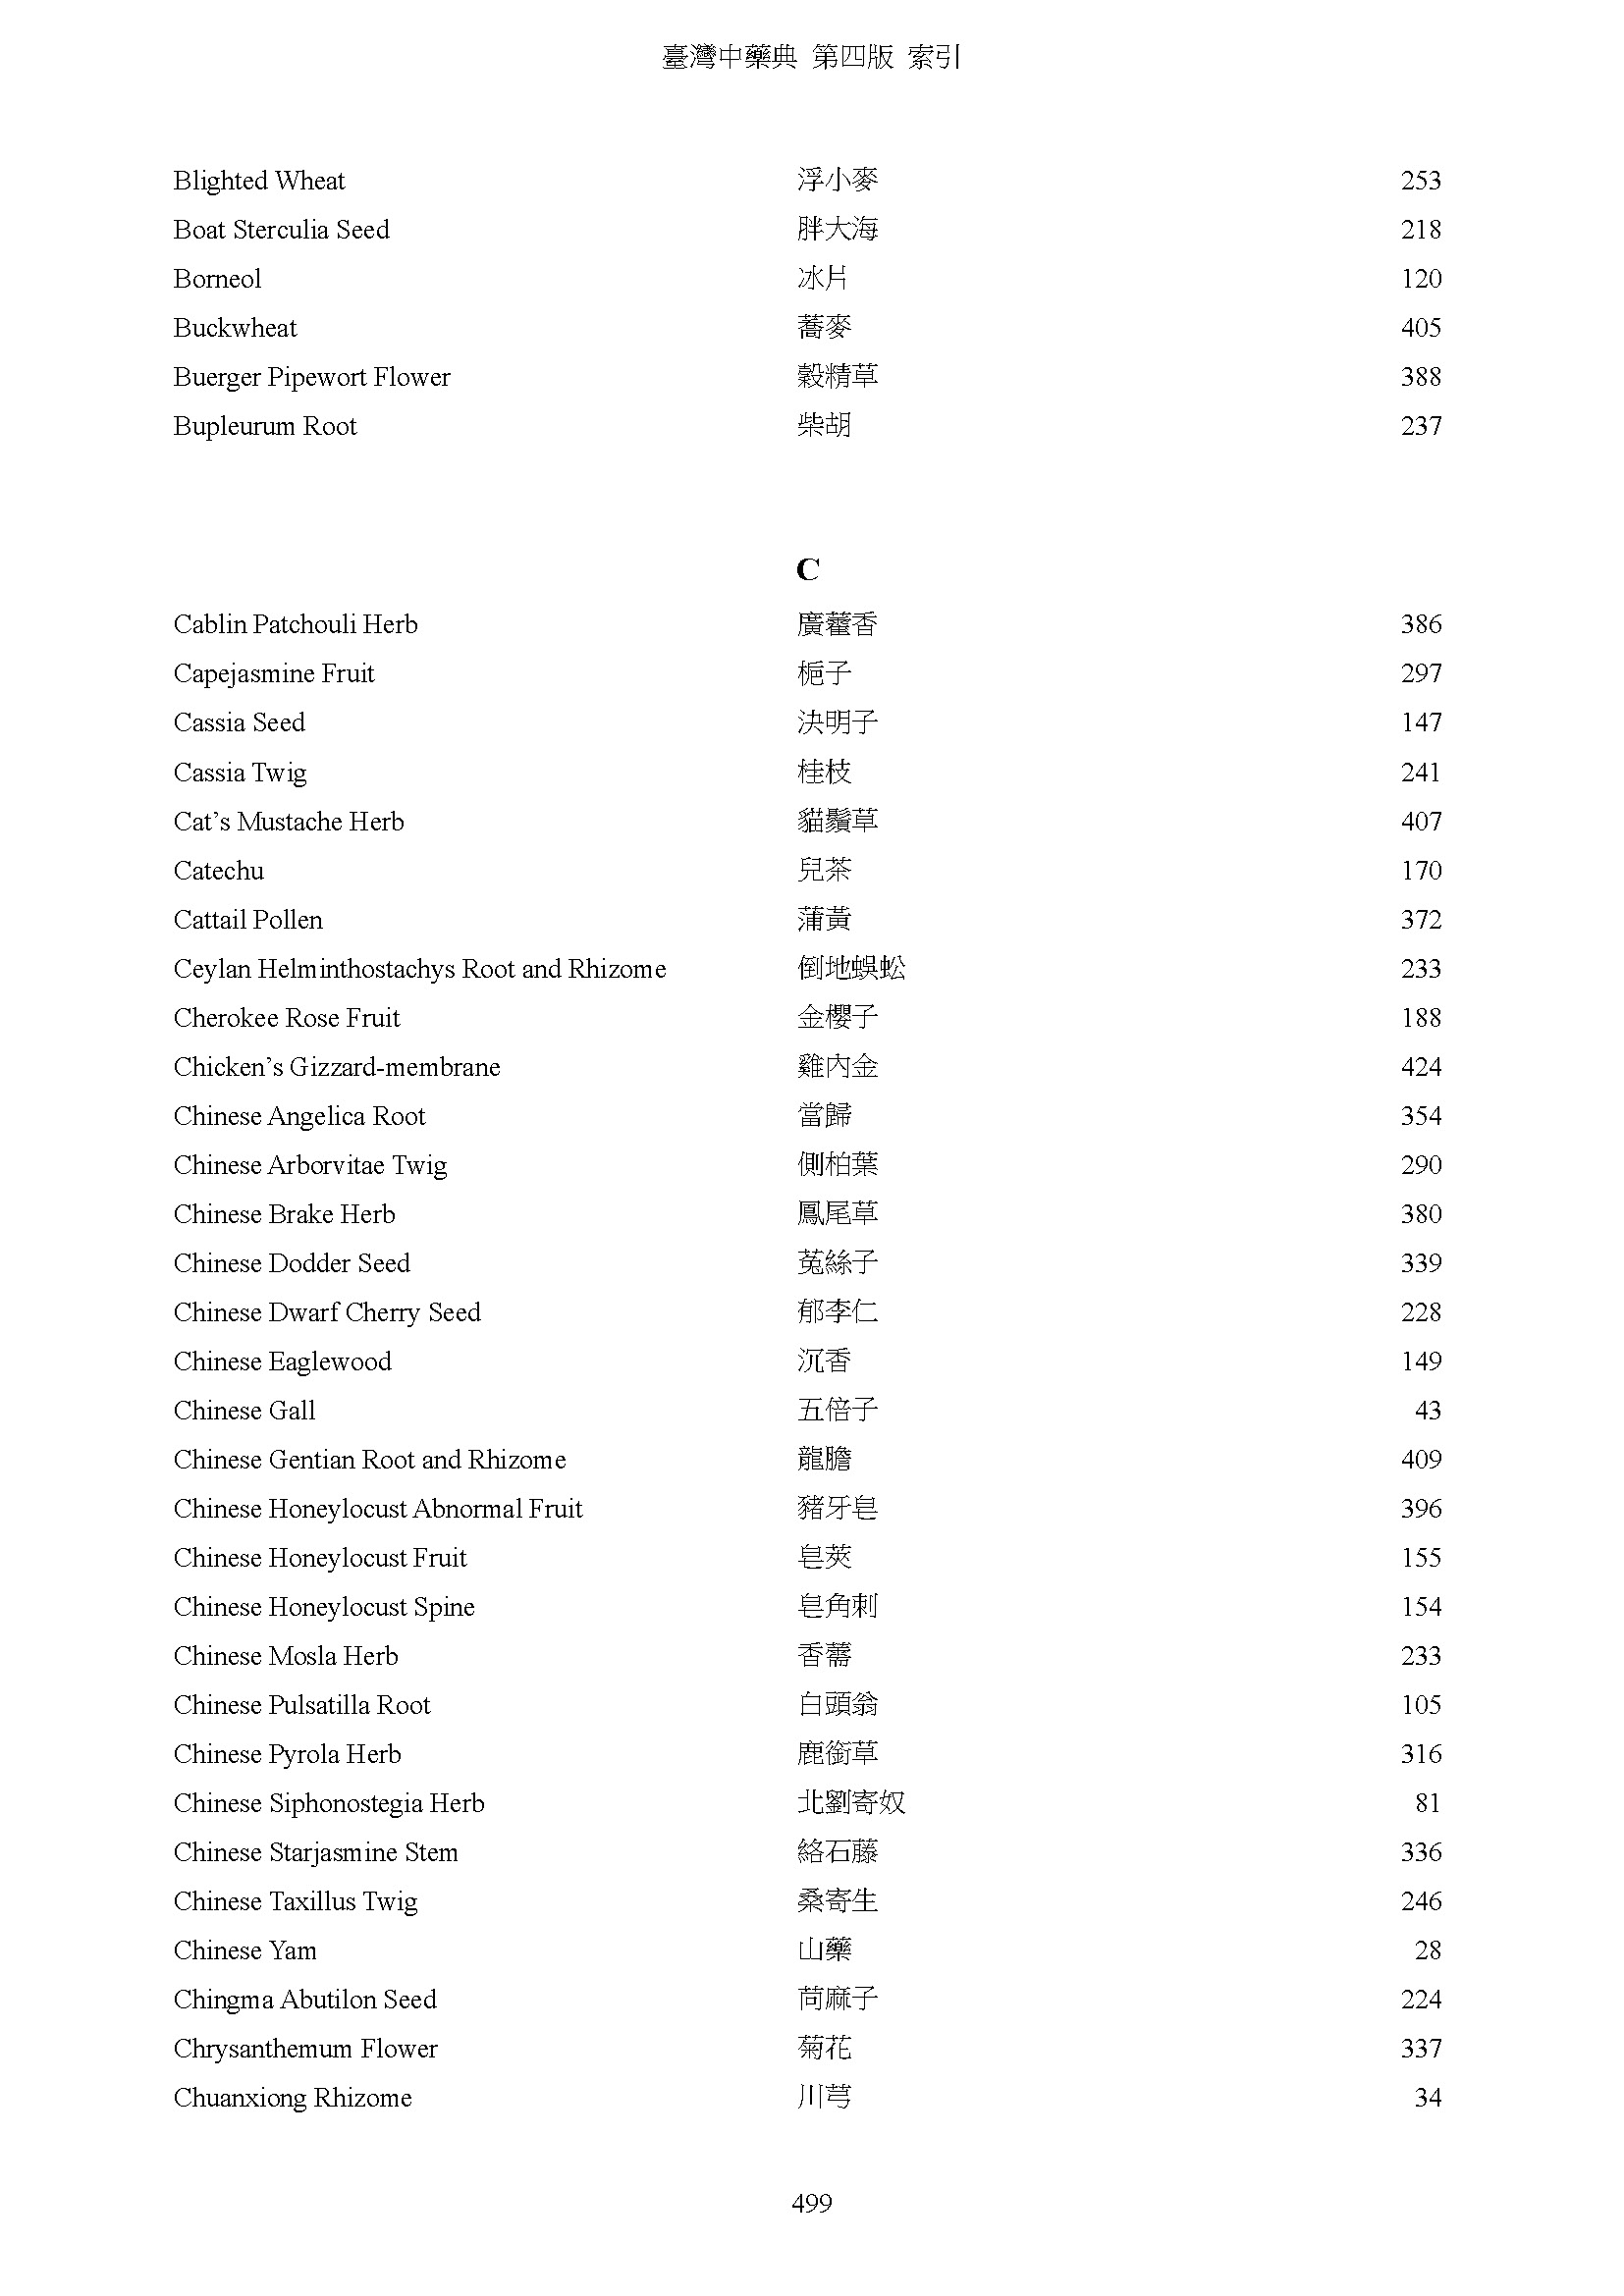 臺灣中藥典 第四版 索引
Blighted Wheat 浮小麥 253
Boat Sterculia Seed 胖大海 218
Borneol 冰片 120
Buckwheat 蕎麥 405
Buerger Pipewort Flower 穀精草 388
Bupleurum Root 柴胡 237
C
Cablin Patchouli Herb 廣藿香 386
Capejasmine Fruit 梔子 297
Cassia Seed 決明子 147
Cassia Twig 桂枝 241
Cat’s Mustache Herb 貓鬚草 407
Catechu 兒茶 170
Cattail Pollen 蒲黃 372
Ceylan Helminthostachys Root and Rhizome 倒地蜈蚣 233
Cherokee Rose Fruit 金櫻子 188
Chicken’s Gizzard-membrane 雞內金 424
Chinese Angelica Root 當歸 354
Chinese Arborvitae Twig 側柏葉 290
Chinese Brake Herb 鳳尾草 380
Chinese Dodder Seed 菟絲子 339
Chinese Dwarf Cherry Seed 郁李仁 228
Chinese Eaglewood 沉香 149
Chinese Gall 五倍子 43
Chinese Gentian Root and Rhizome 龍膽 409
Chinese Honeylocust Abnormal Fruit 豬牙皂 396
Chinese Honeylocust Fruit 皂莢 155
Chinese Honeylocust Spine 皂角刺 154
Chinese Mosla Herb 香薷 233
Chinese Pulsatilla Root 白頭翁 105
Chinese Pyrola Herb 鹿銜草 316
Chinese Siphonostegia Herb 北劉寄奴 81
Chinese Starjasmine Stem 絡石藤 336
Chinese Taxillus Twig 桑寄生 246
Chinese Yam 山藥 28
Chingma Abutilon Seed 苘麻子 224
Chrysanthemum Flower 菊花 337
Chuanxiong Rhizome 川芎 34
499